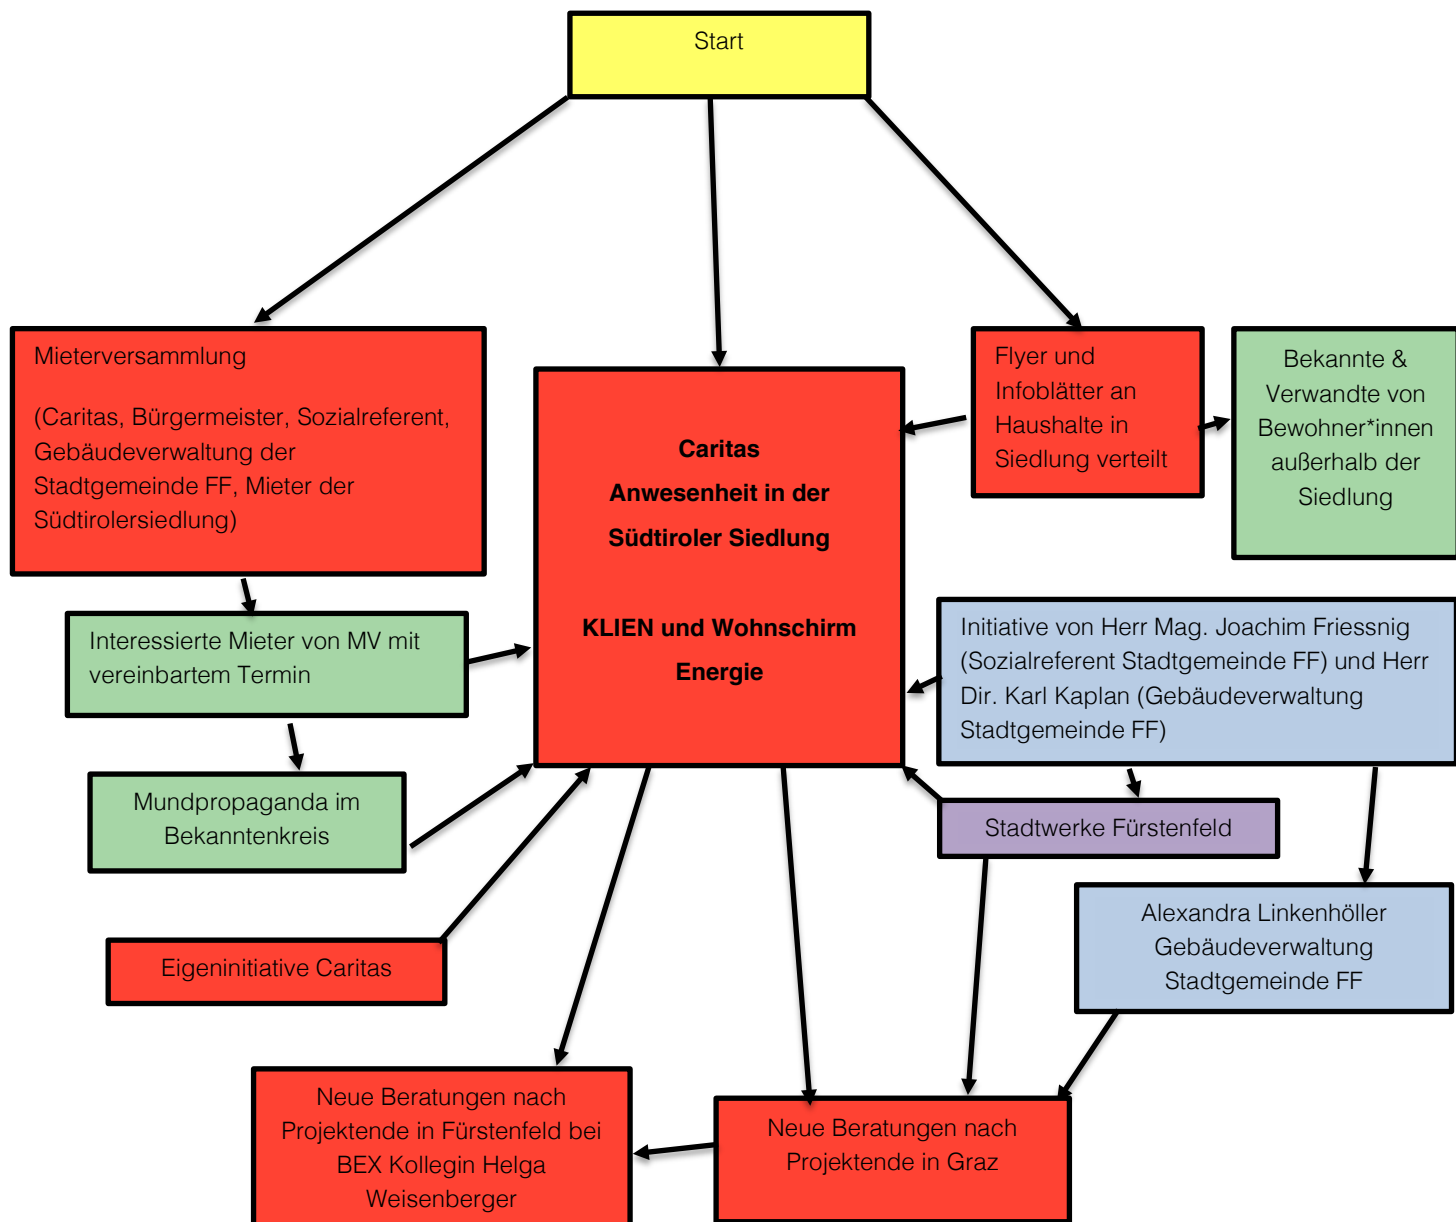 Start
Mieterversammlung
(Caritas, Bürgermeister, Sozialreferent,
Gebäudeverwaltung der
Stadtgemeinde FF, Mieter der
Südtirolersiedlung)
Caritas
Anwesenheit in der
Südtiroler Siedlung
KLIEN und Wohnschirm
Energie
Flyer und
Infoblätter an
Haushalte in
Siedlung verteilt
Bekannte &
Verwandte von
Bewohner*innen
außerhalb der
Siedlung
Interessierte Mieter von MV mit
vereinbartem Termin
Initiative von Herr Mag. Joachim Friessnig
(Sozialreferent Stadtgemeinde FF) und Herr
Dir. Karl Kaplan (Gebäudeverwaltung
Stadtgemeinde FF)
Mundpropaganda im
Bekanntenkreis
Stadtwerke Fürstenfeld
Eigeninitiative Caritas
Alexandra Linkenhöller
Gebäudeverwaltung
Stadtgemeinde FF
Neue Beratungen nach
Projektende in Fürstenfeld bei
BEX Kollegin Helga
Weisenberger
Neue Beratungen nach
Projektende in Graz